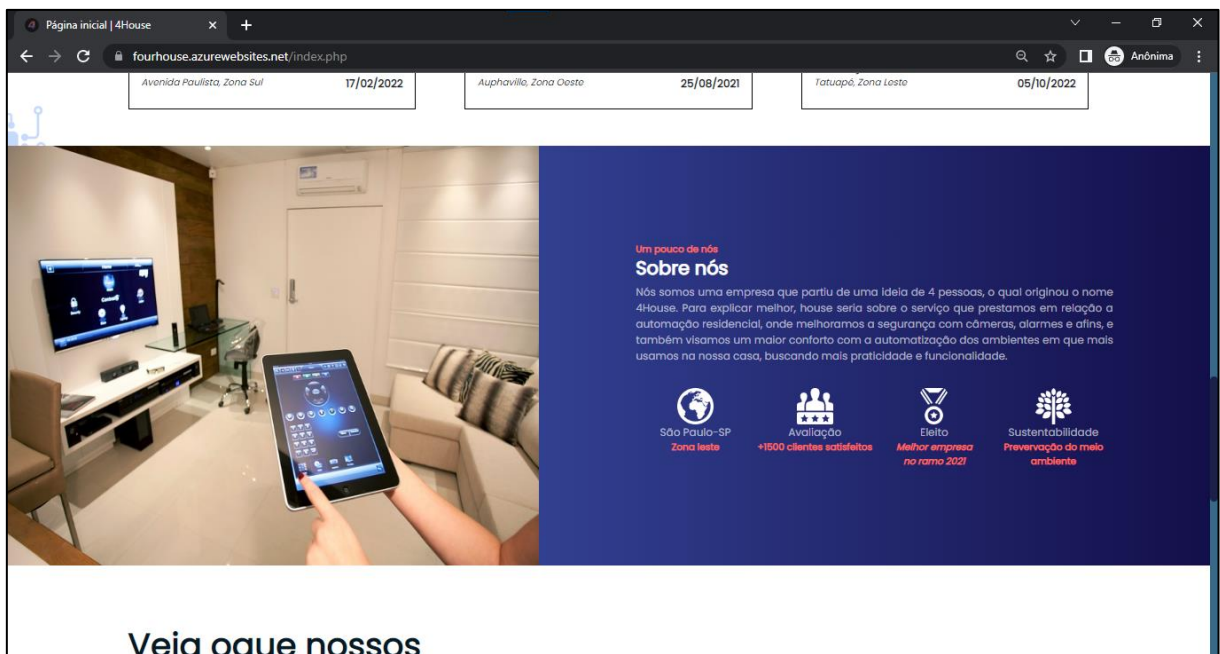 Página inicial | 4House
fourhouse.azurewebsites.net/index.php
Anônima
Avenida Paulista, Zona Sul 17/02/2022
Auphaville, Zona Oeste 25/08/2021
Tatuapé, Zona Leste 05/10/2022
Um pouco de nós
Sobre nós
Nós somos uma empresa que partiu de uma ideia de 4 pessoas, o qual originou o nome
4House. Para explicar melhor, house seria sobre o serviço que prestamos em relação a
automação residencial, onde melhoramos a segurança com câmeras, alarmes e afins, e
também visamos um maior conforto com a automatização dos ambientes em que mais
usamos na nossa casa, buscando mais praticidade e funcionalidade.
São Paulo-SP
Zona leste
Avaliação
+1500 clientes satisfeitos
Eleito
Melhor empresa
no ramo 2021
Sustentabilidade
Prevervação do meio
ambiente
Veja oque nossos